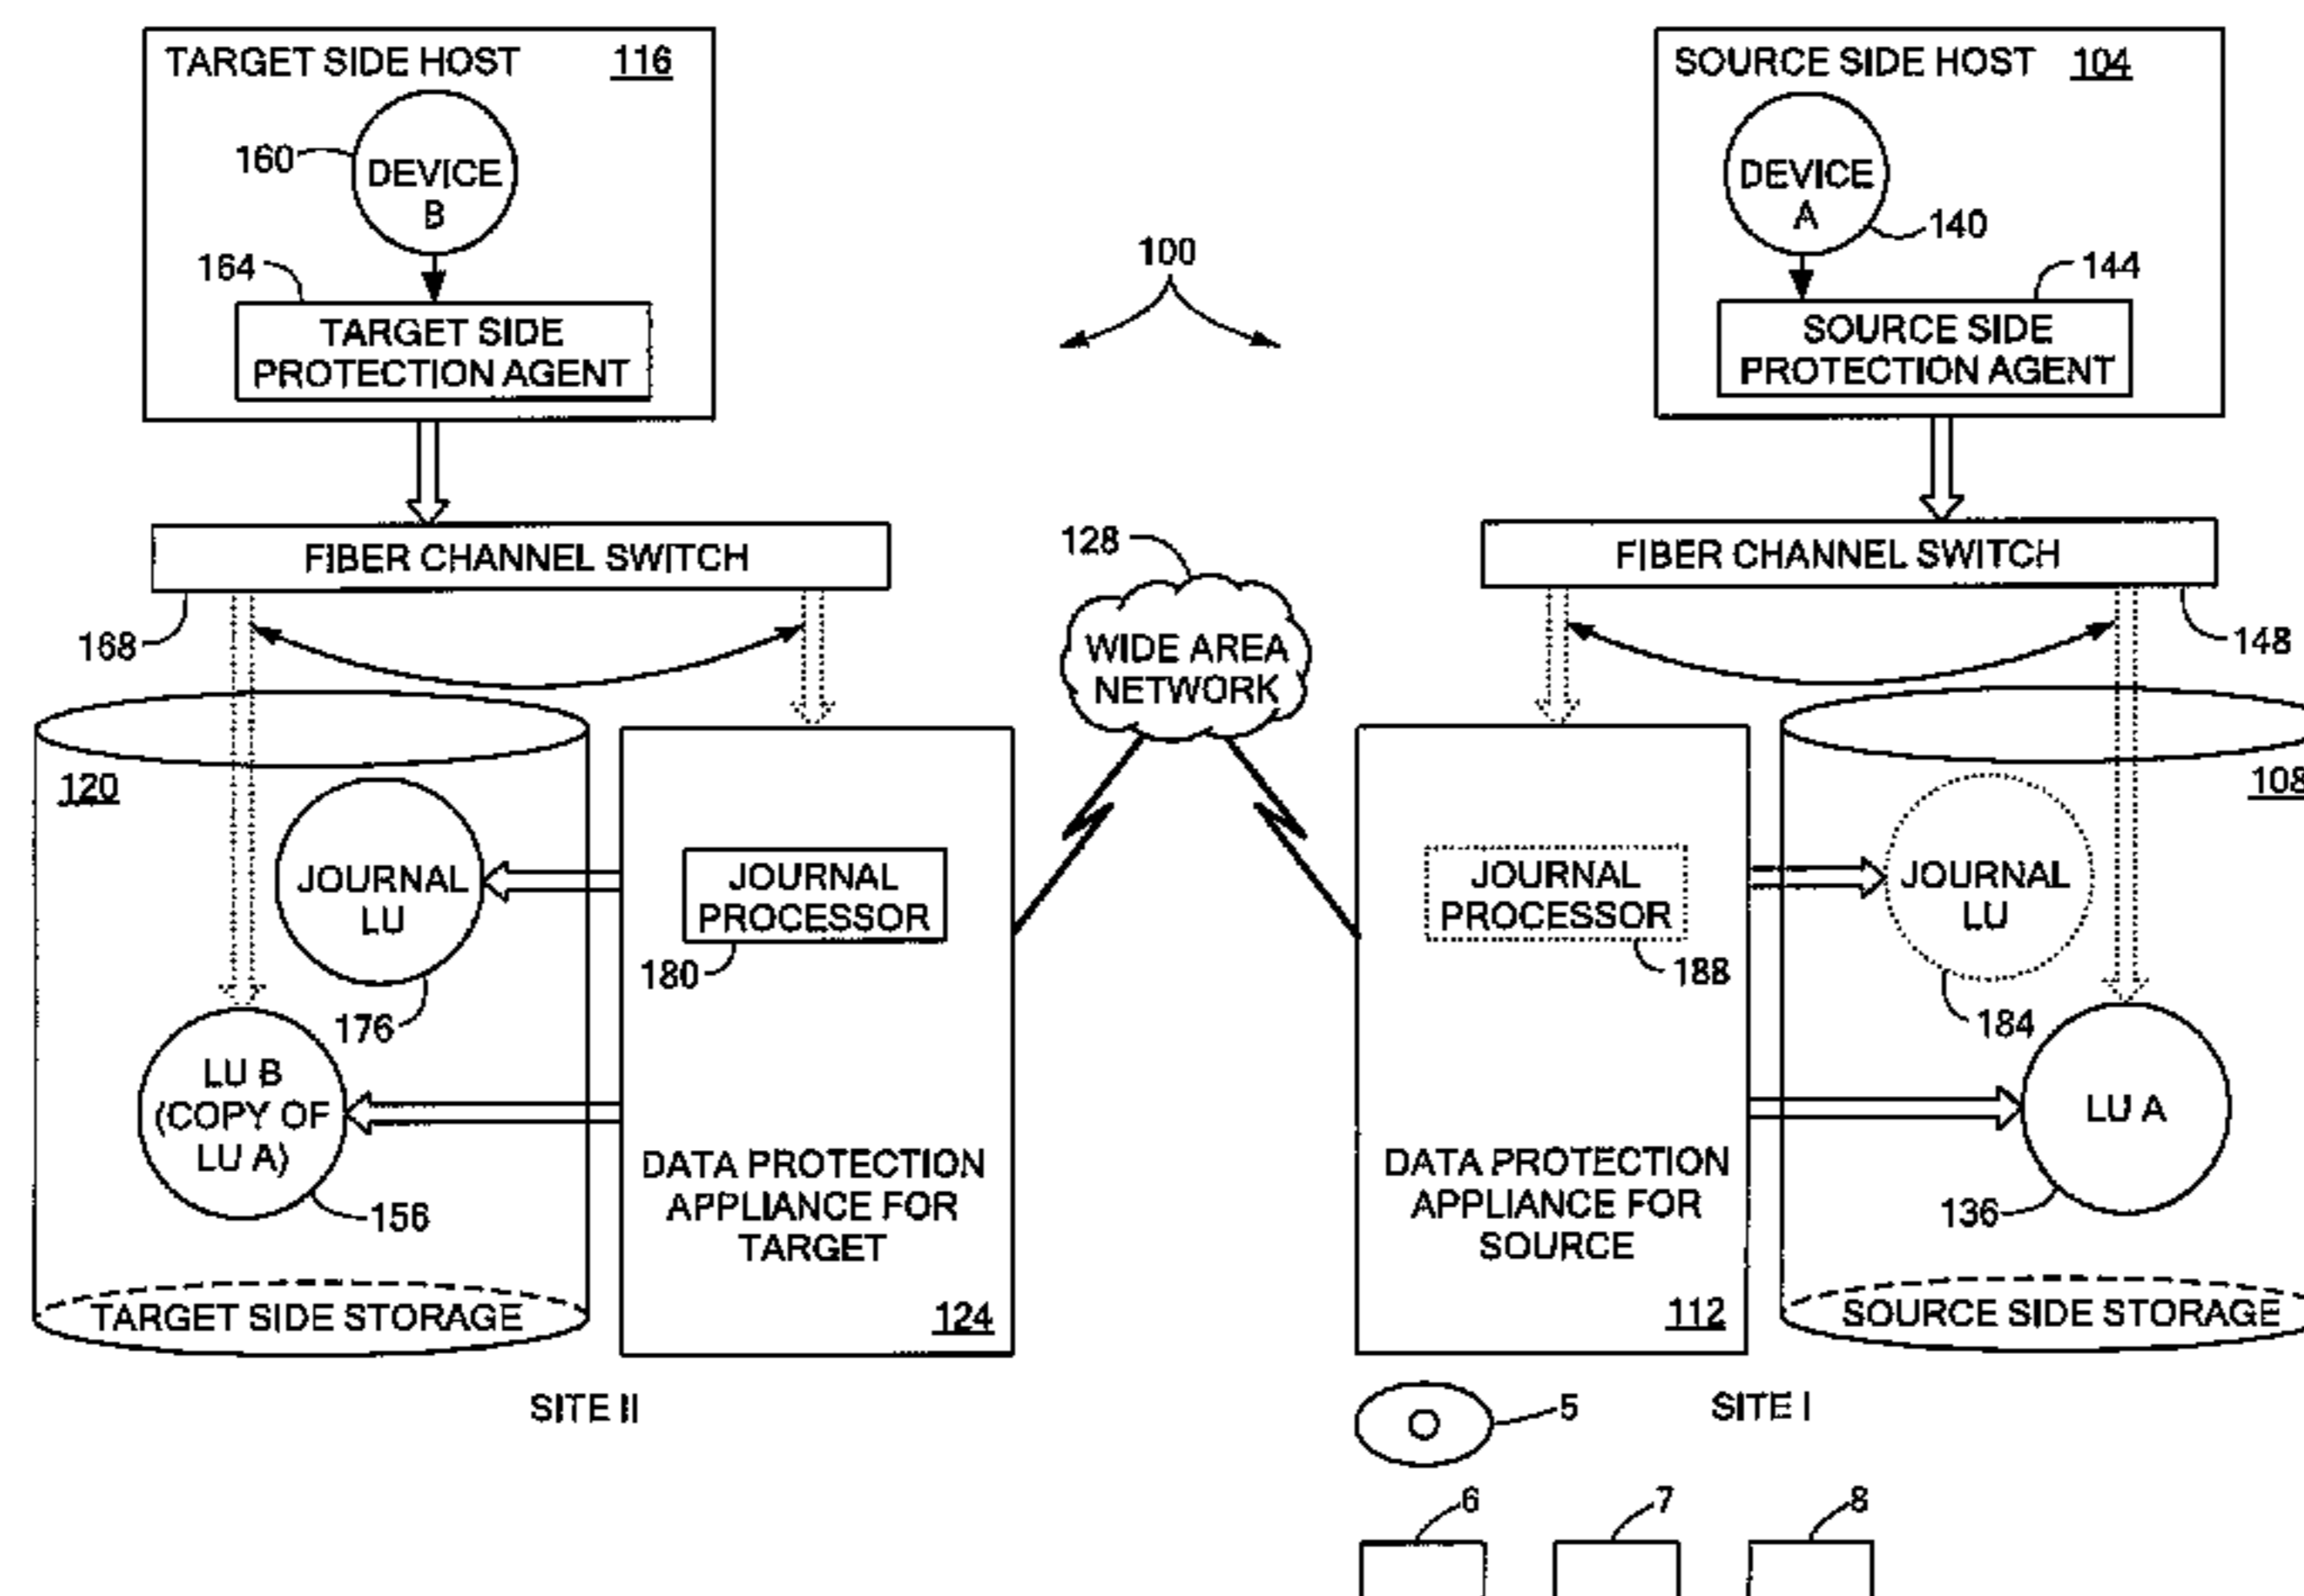 TARGET SIDE HOST 116
160
DEVICE
B
164
TARGET SIDE
PROTECTION AGENT
SOURCE SIDE HOST 104
DEVICE
A
140
144
SOURCE SIDE
PROTECTION AGENT
100
FIBER CHANNEL SWITCH
168
128
WIDE AREA
NETWORK
FIBER CHANNEL SWITCH
148
120
JOURNAL
LU
176
LU B
(COPY OF
LU A)
156
TARGET SIDE STORAGE
JOURNAL
PROCESSOR
180
DATA PROTECTION
APPLIANCE FOR
TARGET
124
JOURNAL
PROCESSOR
188
DATA PROTECTION
APPLIANCE FOR
SOURCE
112
108
JOURNAL
LU
184
LU A
136
SOURCE SIDE STORAGE
SITE II
SITE I
5
6
7
8